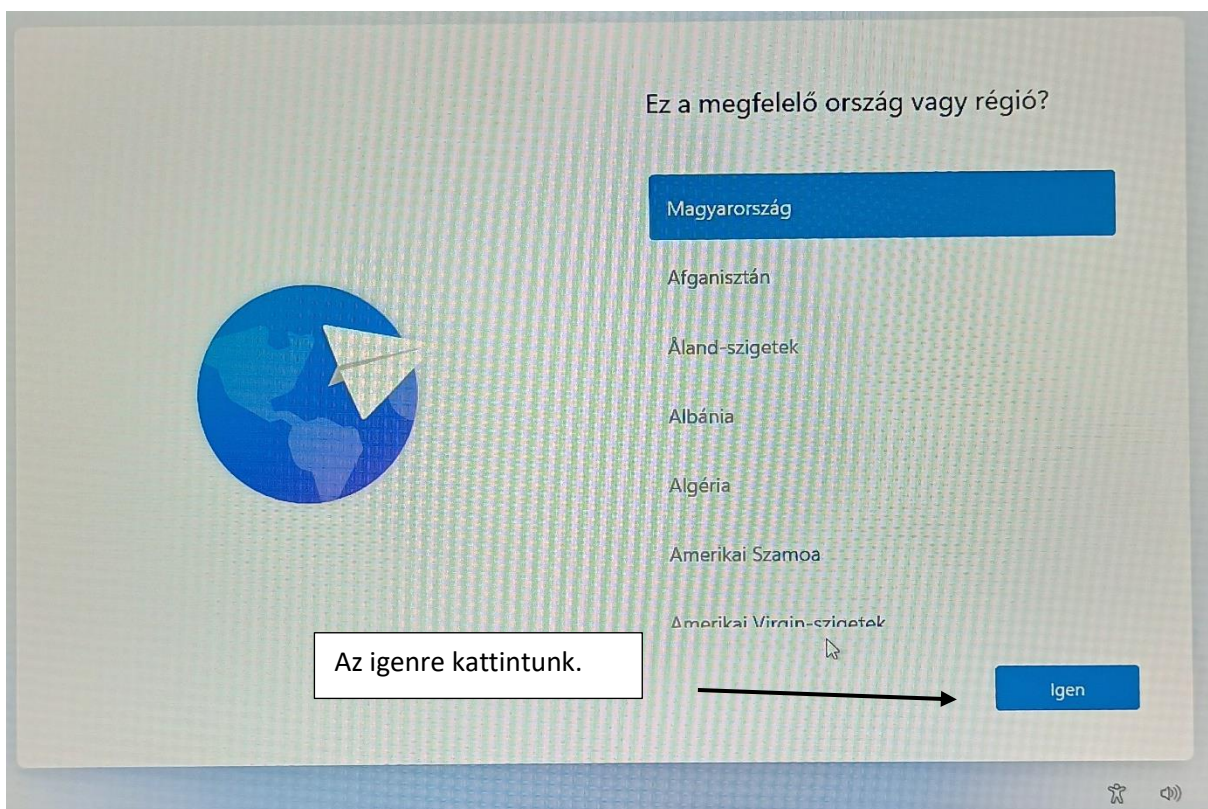 Ez a megfelelő ország vagy régió?
Magyarország
Afganisztán
Åland-szigetek
Albánia
Algéria
Amerikai Szamoa
Amerikai Virgin-szigetek
Az igenre kattintunk.
Igen